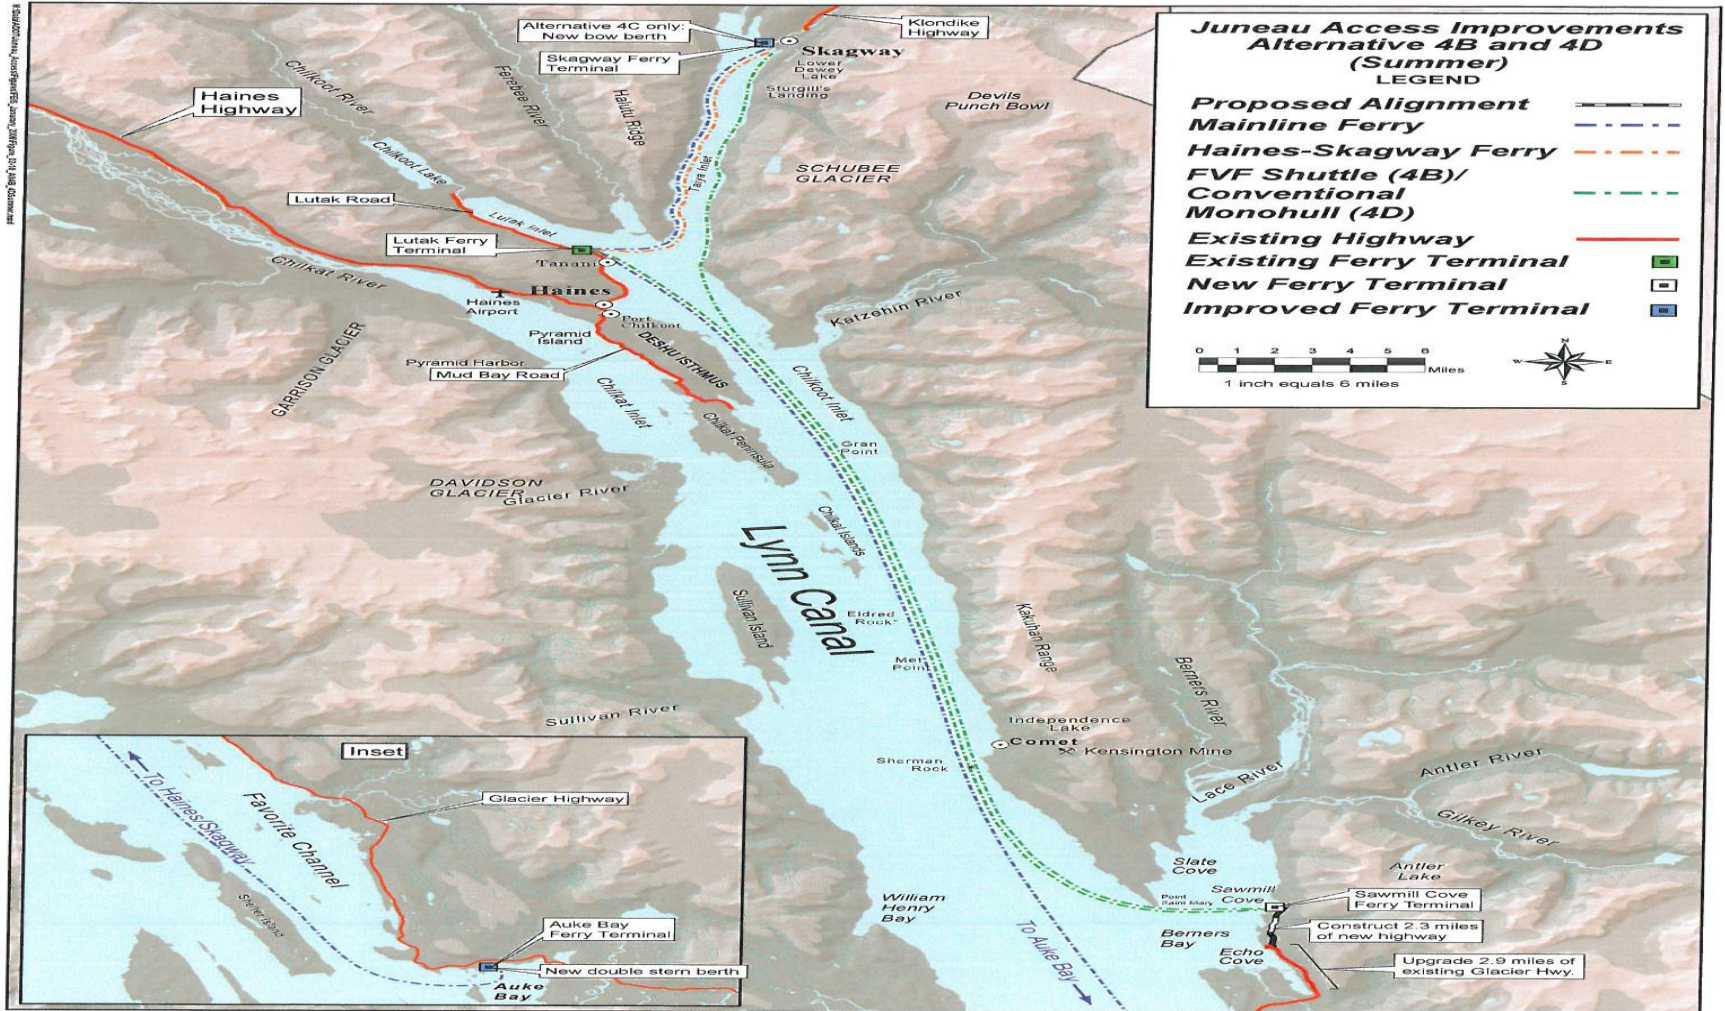 Juneau Access Improvements
Alternative 4B and 4D
(Summer)
LEGEND
Proposed Alignment
Mainline Ferry
Haines-Skagway Ferry
FVF Shuttle (4B)/
Conventional
Monohull (4D)
Existing Highway
Existing Ferry Terminal
New Ferry Terminal
Improved Ferry Terminal
0 1 2 3 4 5 6
Miles
1 inch equals 6 miles
N
W
E
S
Alternative 4C only:
New bow berth
Skagway Ferry
Terminal
Klondike
Highway
Skagway
Lower
Dewey
Lake
Sturgill's
Landing
Devils
Punch Bowl
Haines
Highway
Chilkoot River
Ferebee River
Halutu Ridge
Chilkoot Lake
Taiya Inlet
SCHUBEE
GLACIER
Lutak Road
Lutak Inlet
Lutak Ferry
Terminal
Tanani
Chilkat River
Haines
Haines
Airport
Port
Chilkoot
Katzehin River
Pyramid
Island
DESHU ISTHMUS
GARRISON GLACIER
Pyramid Harbor
Mud Bay Road
Chilkat Inlet
Chilkoot Inlet
Chilkat Peninsula
Gran
Point
DAVIDSON
GLACIER
Glacier River
Chilkat Islands
Lynn Canal
Sullivan Island
Eldred
Rock
Met
Point
Kakuhan Range
Berners River
Sullivan River
Independence
Lake
Comet
Kensington Mine
Sherman
Rock
Lace River
Antler River
Gilkey River
Slate
Cove
Antler
Lake
Sawmill
Cove
Point
Saint Mary
Sawmill Cove
Ferry Terminal
William
Henry
Bay
Berners
Bay
Construct 2.3 miles
of new highway
Echo
Cove
Upgrade 2.9 miles of
existing Glacier Hwy.
To Auke Bay
Inset
To Haines/Skagway
Favorite Channel
Glacier Highway
Shelter Island
Auke Bay
Ferry Terminal
New double stern berth
Auke
Bay